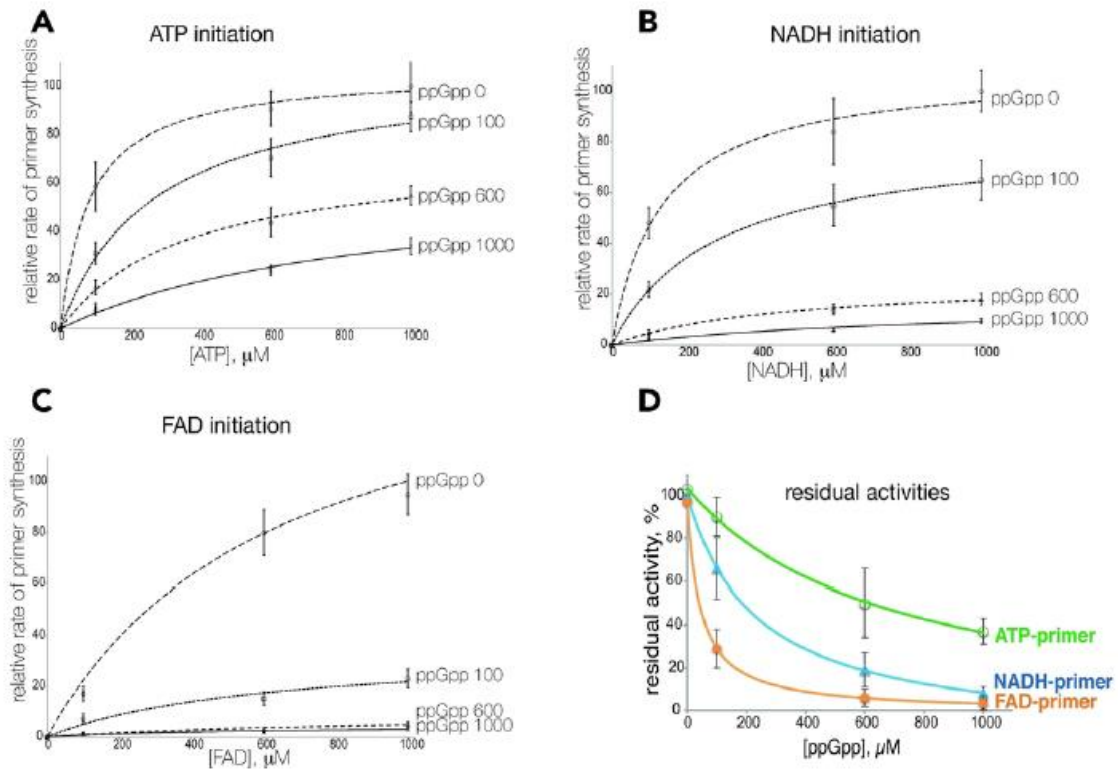 A
ATP initiation
relative rate of primer synthesis
100
80
60
40
20
0
ppGpp 0
ppGpp 100
ppGpp 600
ppGpp 1000
0 200 400 600 800 1000
[ATP], µM
B
NADH initiation
relative rate of primer synthesis
100
80
60
40
20
0
ppGpp 0
ppGpp 100
ppGpp 600
ppGpp 1000
0 200 400 600 800 1000
[NADH], µM
C
FAD initiation
relative rate of primer synthesis
100
80
60
40
20
0
ppGpp 0
ppGpp 100
ppGpp 600
ppGpp 1000
0 200 400 600 800 1000
[FAD], µM
D
residual activities
residual activity, %
100
80
60
40
20
0
ATP-primer
NADH-primer
FAD-primer
0 200 400 600 800 1000
[ppGpp], µM